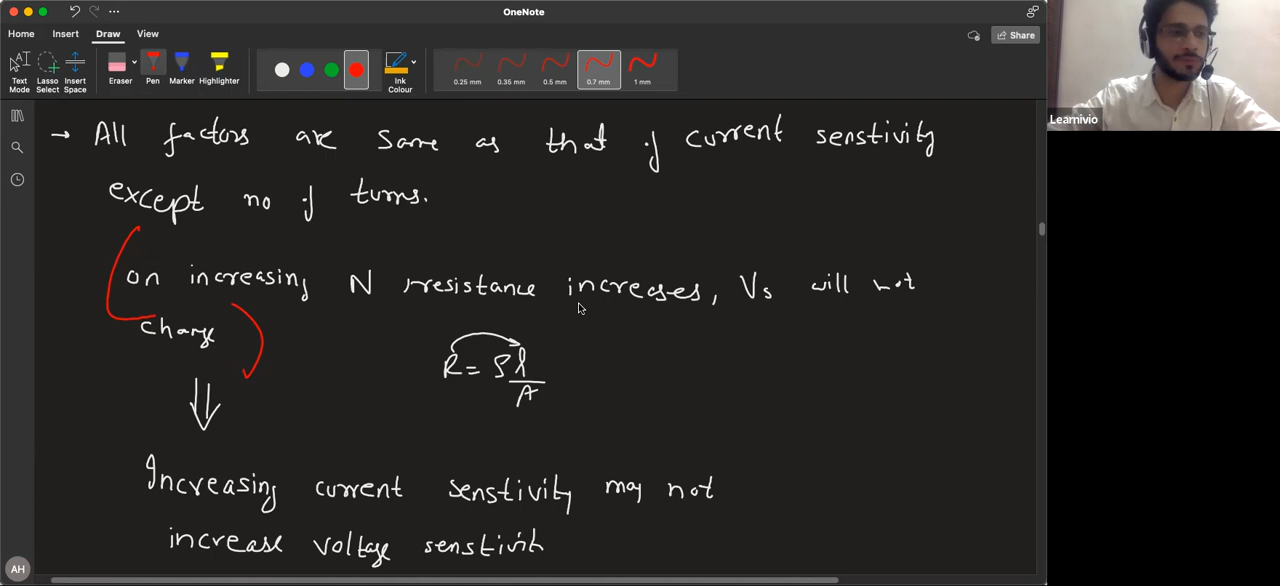 OneNote
Home Insert Draw View
Share
Text Mode
Lasso Select
Insert Space
Eraser
Pen
Marker
Highlighter
Ink Colour
0.25 mm
0.35 mm
0.5 mm
0.7 mm
1 mm
Learnivio
→ All factors are same as that of current senstivity
except no of turns.
on increasing N resistance increases, Vs will not
change
R = ρl/A
Increasing current senstivity may not
increase voltage senstivity
AH